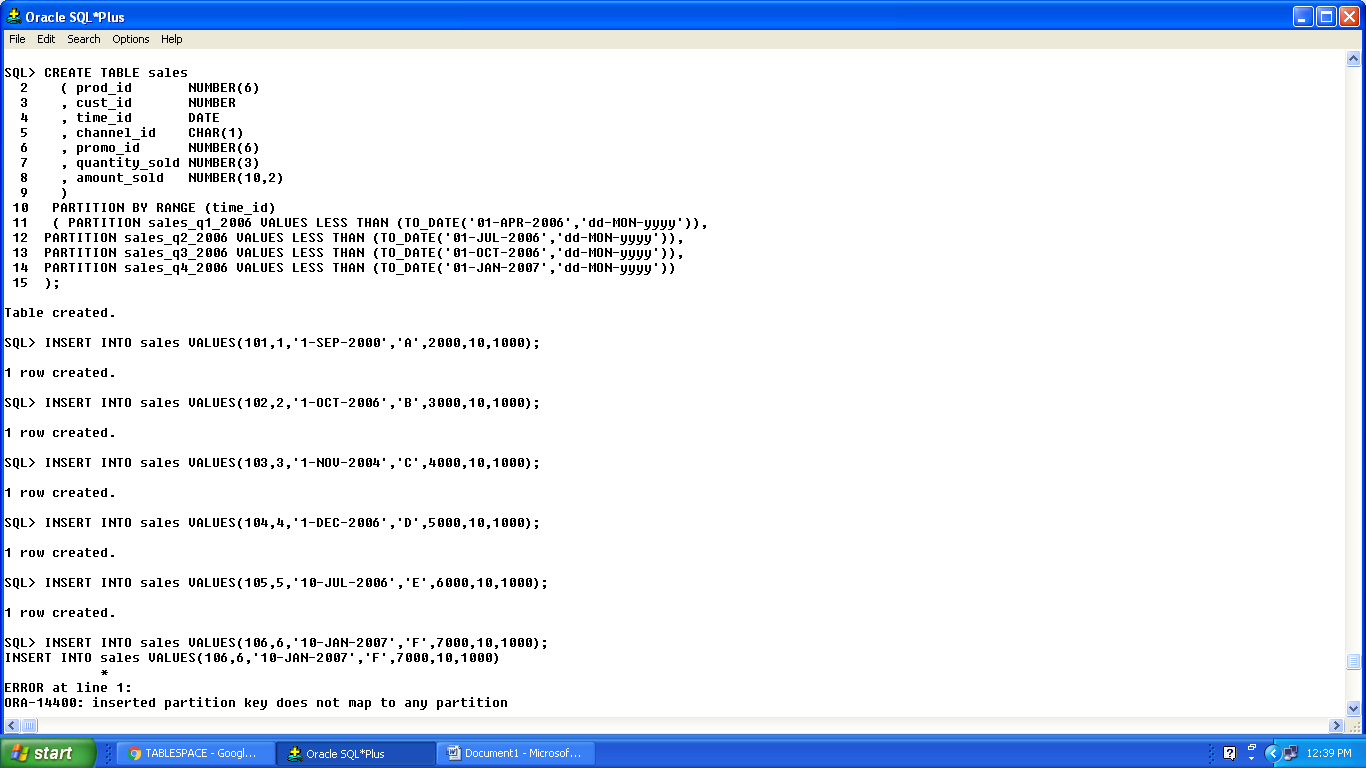 Oracle SQL*Plus
File Edit Search Options Help
SQL> CREATE TABLE sales
  2    ( prod_id       NUMBER(6)
  3    , cust_id       NUMBER
  4    , time_id       DATE
  5    , channel_id    CHAR(1)
  6    , promo_id      NUMBER(6)
  7    , quantity_sold NUMBER(3)
  8    , amount_sold   NUMBER(10,2)
  9    )
 10   PARTITION BY RANGE (time_id)
 11   ( PARTITION sales_q1_2006 VALUES LESS THAN (TO_DATE('01-APR-2006','dd-MON-yyyy')),
 12  PARTITION sales_q2_2006 VALUES LESS THAN (TO_DATE('01-JUL-2006','dd-MON-yyyy')),
 13  PARTITION sales_q3_2006 VALUES LESS THAN (TO_DATE('01-OCT-2006','dd-MON-yyyy')),
 14  PARTITION sales_q4_2006 VALUES LESS THAN (TO_DATE('01-JAN-2007','dd-MON-yyyy'))
 15  );
Table created.
SQL> INSERT INTO sales VALUES(101,1,'1-SEP-2000','A',2000,10,1000);
1 row created.
SQL> INSERT INTO sales VALUES(102,2,'1-OCT-2006','B',3000,10,1000);
1 row created.
SQL> INSERT INTO sales VALUES(103,3,'1-NOV-2004','C',4000,10,1000);
1 row created.
SQL> INSERT INTO sales VALUES(104,4,'1-DEC-2006','D',5000,10,1000);
1 row created.
SQL> INSERT INTO sales VALUES(105,5,'10-JUL-2006','E',6000,10,1000);
1 row created.
SQL> INSERT INTO sales VALUES(106,6,'10-JAN-2007','F',7000,10,1000);
INSERT INTO sales VALUES(106,6,'10-JAN-2007','F',7000,10,1000)
            *
ERROR at line 1:
ORA-14400: inserted partition key does not map to any partition
start TABLESPACE - Googl... Oracle SQL*Plus Document1 - Microsof... 12:39 PM